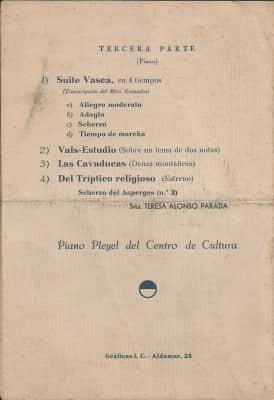 TERCERA PARTE
(Piano)
1) Suite Vasca, en 4 tiempos
(Transcripción del Mtro. Granados)
a) Allegro moderato
b) Adagio
c) Scherzo
d) Tiempo de marcha
2) Vals-Estudio (Sobre un tema de dos notas)
3) Las Cavaducas (Danza montañesa)
4) Del Tríptico religioso (Estreno)
Scherzo del Asperges (n.º 2)
Srta. TERESA ALONSO PARADA
Piano Pleyel del Centro de Cultura
Gráficas I. C. - Aldamar, 24